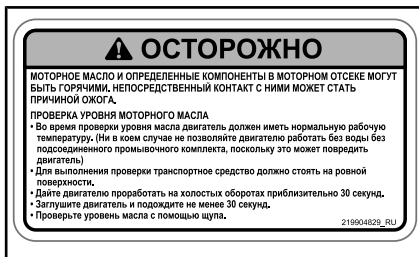 ОСТОРОЖНО
МОТОРНОЕ МАСЛО И ОПРЕДЕЛЕННЫЕ КОМПОНЕНТЫ В МОТОРНОМ ОТСЕКЕ МОГУТ
БЫТЬ ГОРЯЧИМИ. НЕПОСРЕДСТВЕННЫЙ КОНТАКТ С НИМИ МОЖЕТ СТАТЬ
ПРИЧИНОЙ ОЖОГА.
ПРОВЕРКА УРОВНЯ МОТОРНОГО МАСЛА
• Во время проверки уровня масла двигатель должен иметь нормальную рабочую
температуру. (Ни в коем случае не позволяйте двигателю работать без воды без
подсоединенного промывочного комплекта, поскольку это может повредить
двигатель)
• Для выполнения проверки транспортное средство должно стоять на ровной
поверхности.
• Дайте двигателю проработать на холостых оборотах приблизительно 30 секунд.
• Заглушите двигатель и подождите не менее 30 секунд.
• Проверьте уровень масла с помощью щупа.
219904829_RU